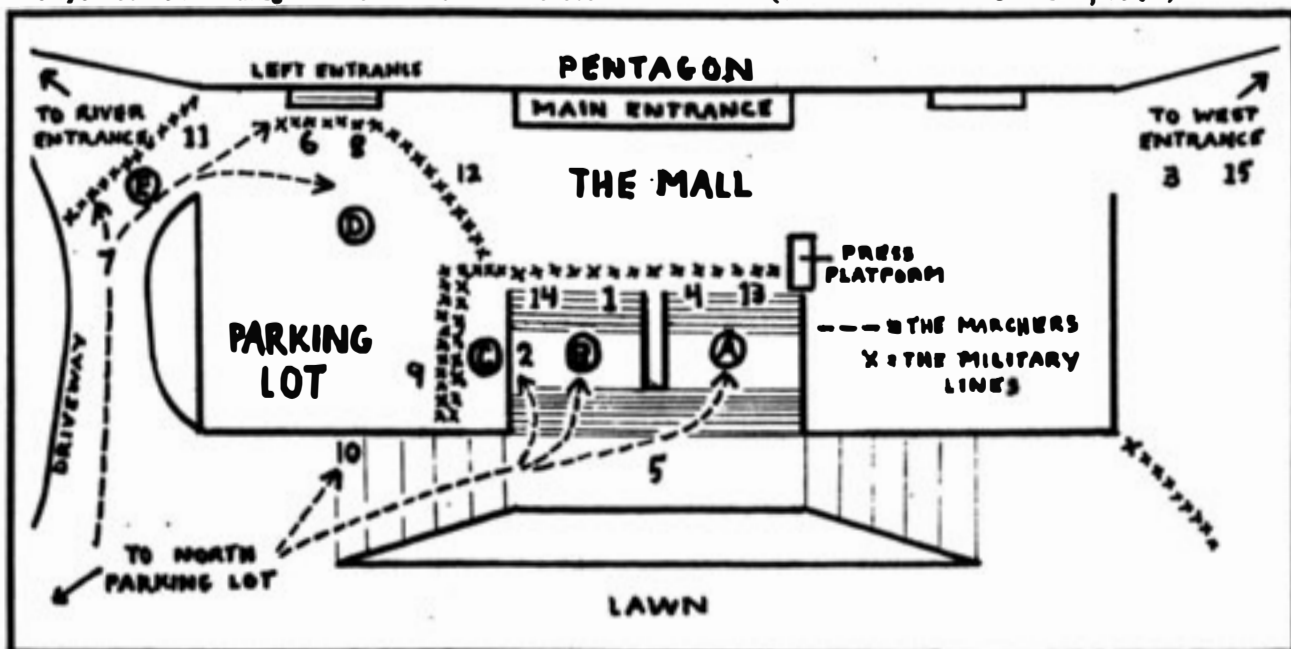 LEFT ENTRANCE
PENTAGON
MAIN ENTRANCE
TO RIVER
ENTRANCE
11
6 8
12
THE MALL
TO WEST
ENTRANCE
3 15
E
D
PRESS
PLATFORM
14 1 4 13
PARKING
LOT
9
C
2
B
A
--- = THE MARCHERS
X = THE MILITARY
LINES
DRIVEWAY
10
5
TO NORTH
PARKING LOT
LAWN